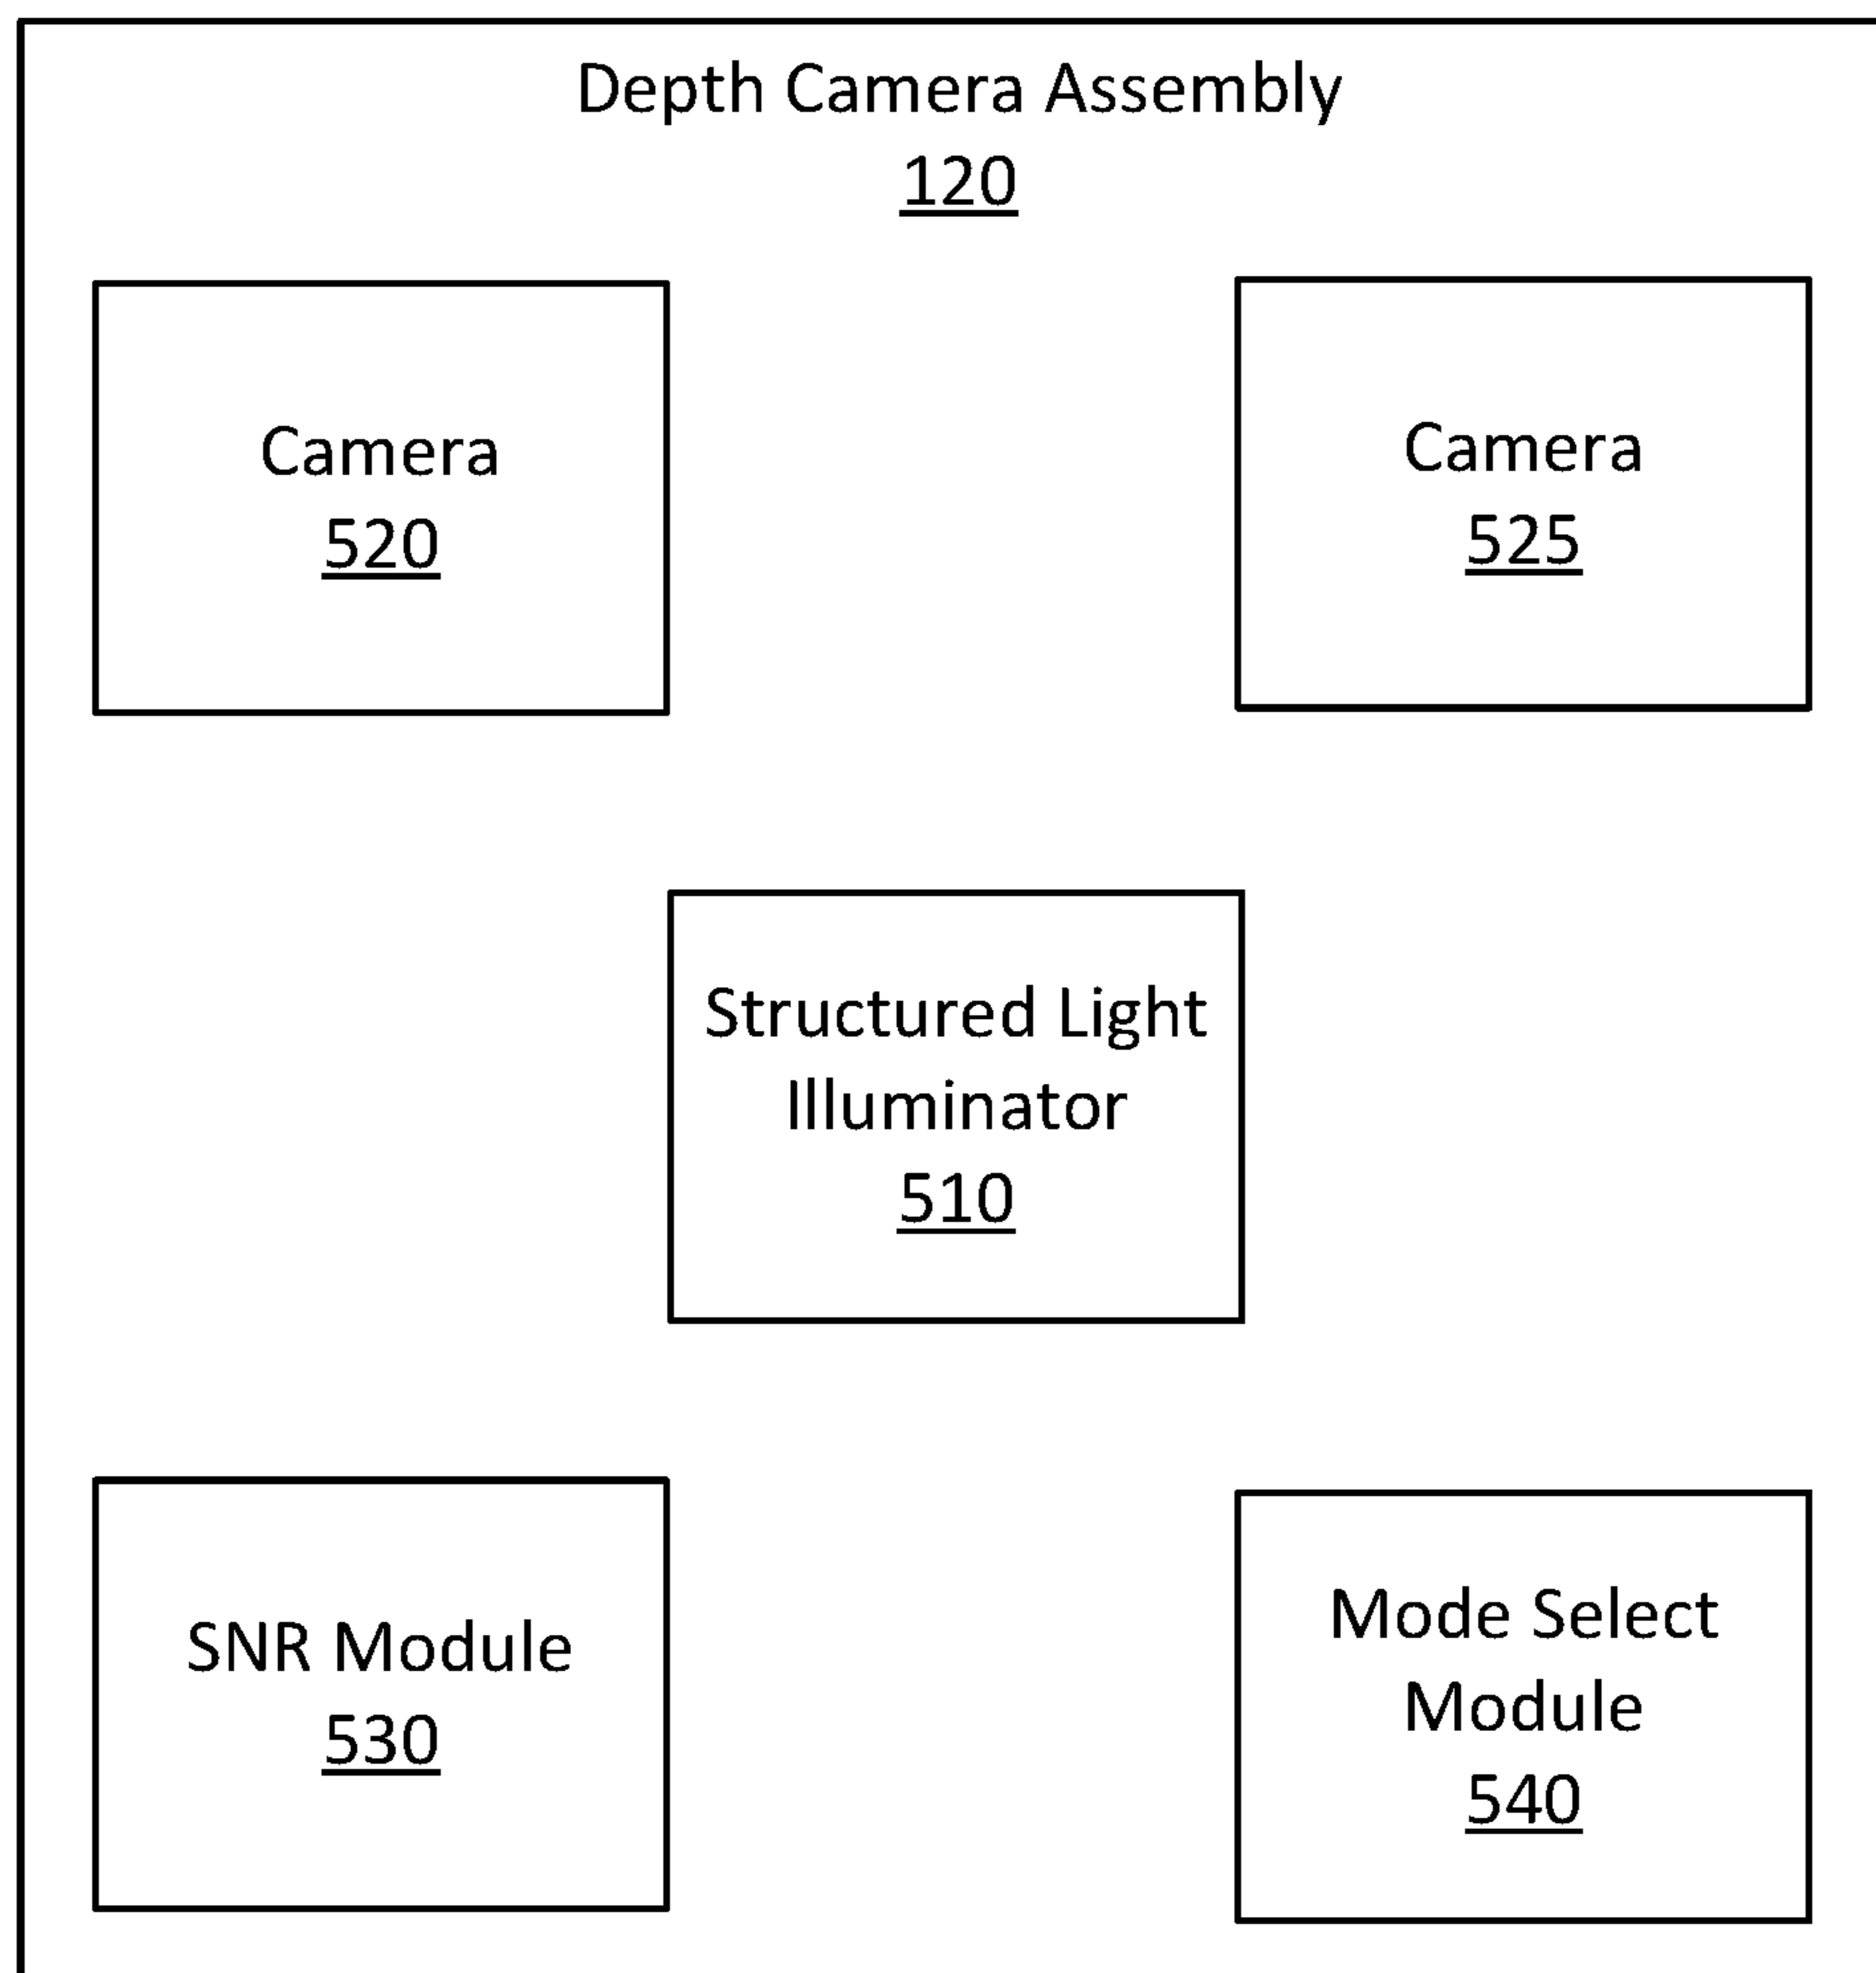 Depth Camera Assembly
120
Camera
520
Camera
525
Structured Light
Illuminator
510
SNR Module
530
Mode Select
Module
540